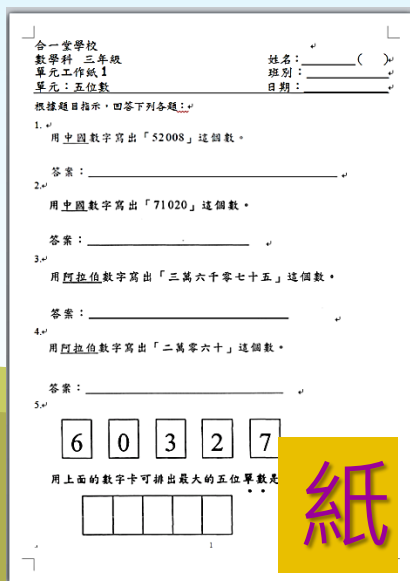 合一堂學校
數學科 三年級 姓名：________( )
單元工作紙1 班別：________
單元：五位數 日期：________
根據題目指示，回答下列各題：
1.
用中國數字寫出「52008」這個數。
答案：________
2.
用中國數字寫出「71020」這個數。
答案：________
3.
用阿拉伯數字寫出「三萬六千零七十五」這個數。
答案：________
4.
用阿拉伯數字寫出「二萬零六十」這個數。
答案：________
5.
6 0 3 2 7
用上面的數字卡可排出最大的五位單數是
紙
1